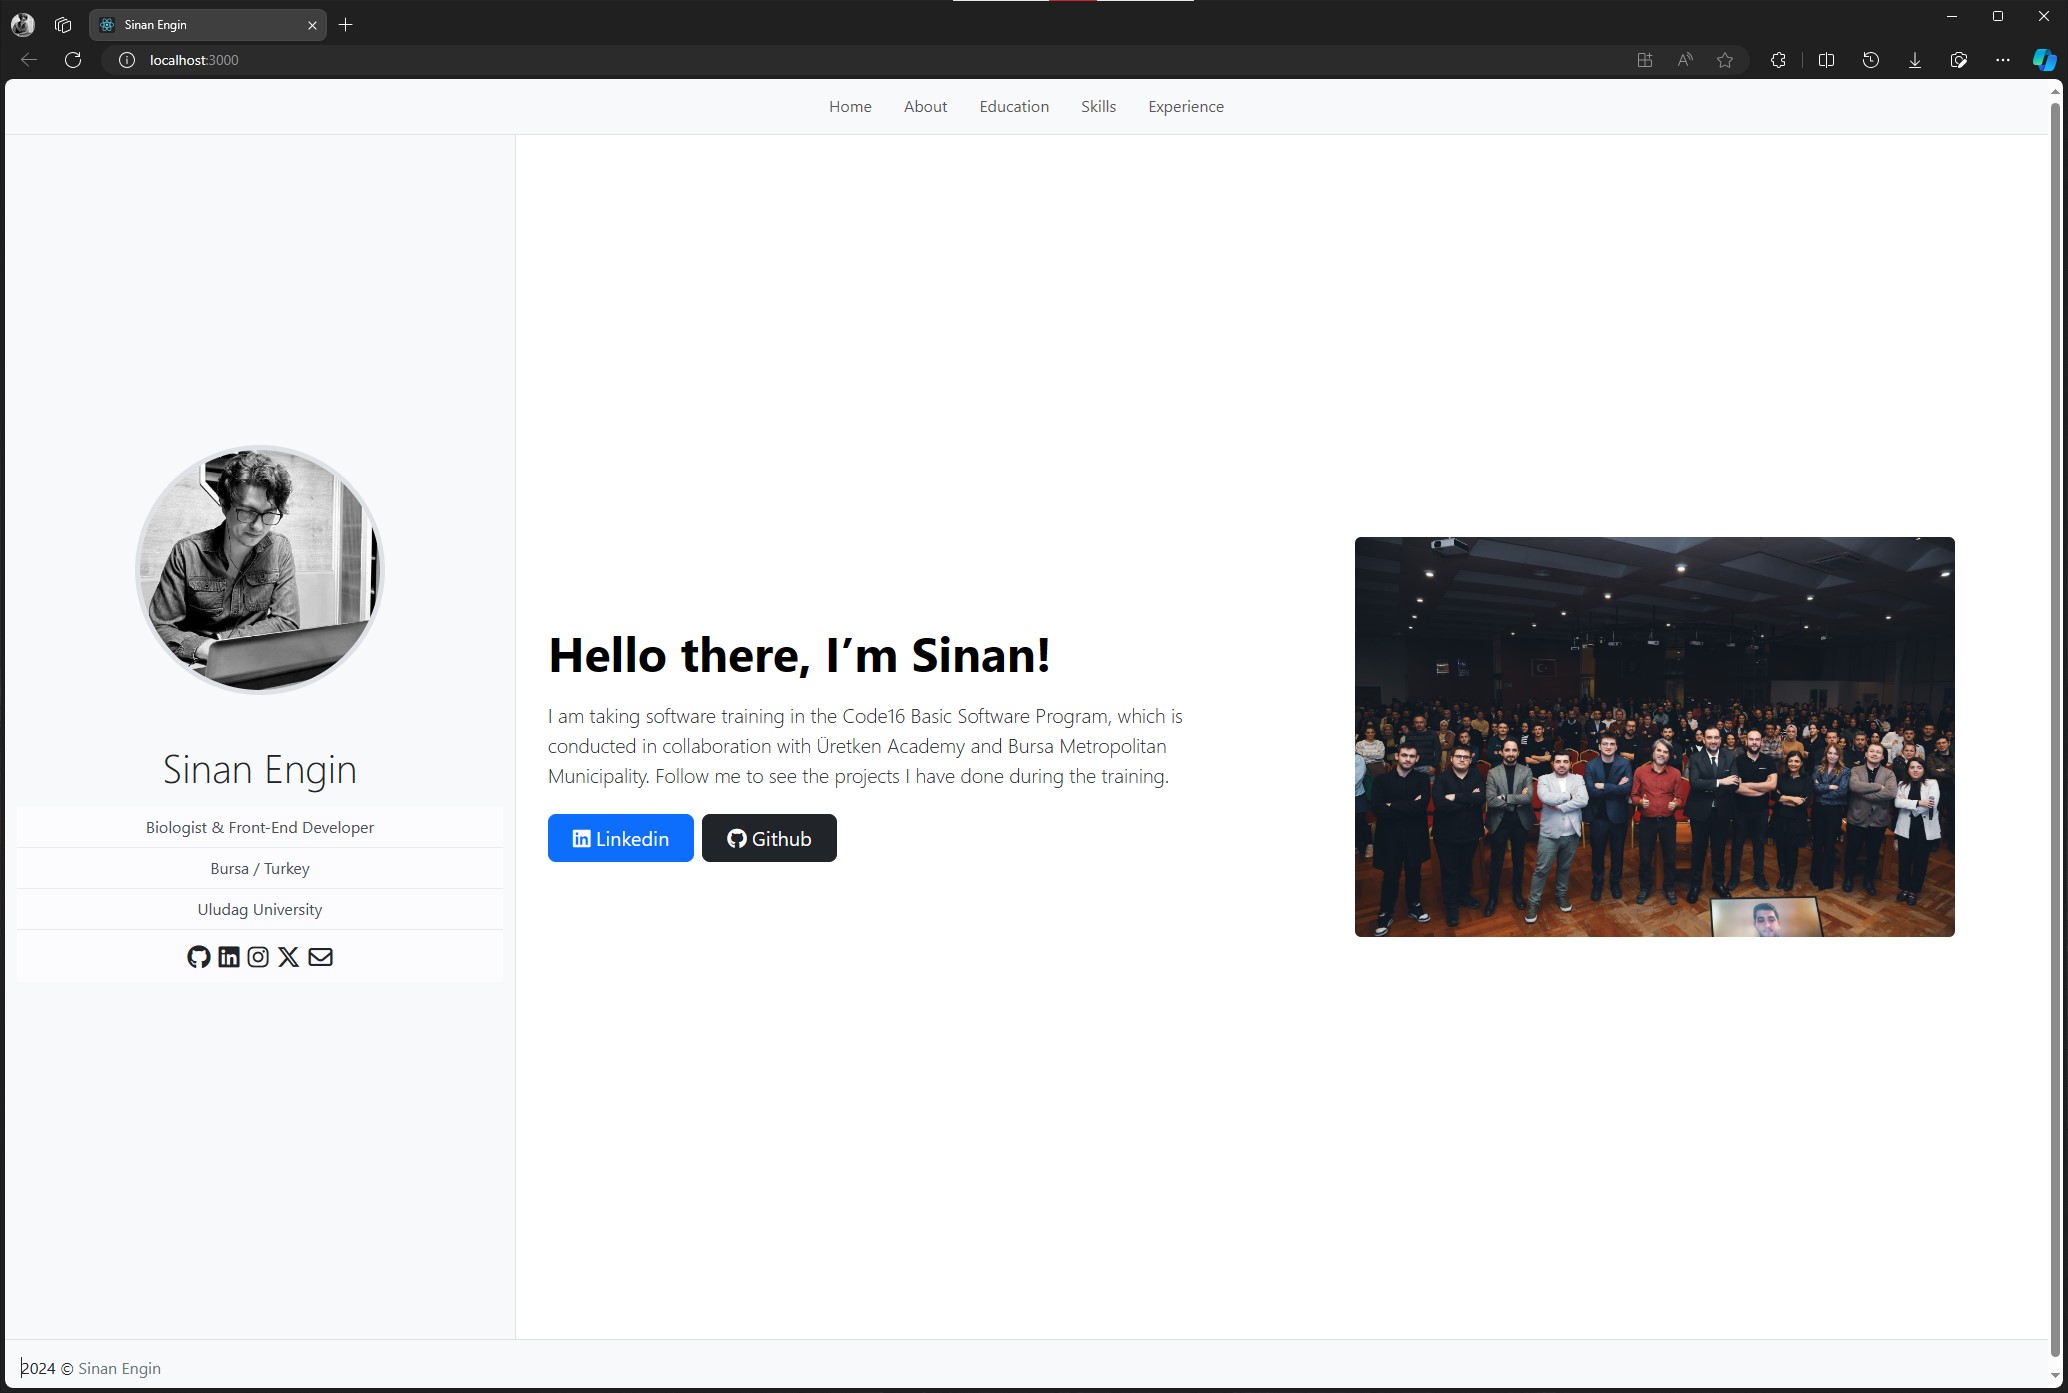 Sinan Engin
localhost:3000
Home About Education Skills Experience
Sinan Engin
Biologist & Front-End Developer
Bursa / Turkey
Uludag University
Hello there, I’m Sinan!
I am taking software training in the Code16 Basic Software Program, which is
conducted in collaboration with Üretken Academy and Bursa Metropolitan
Municipality. Follow me to see the projects I have done during the training.
Linkedin Github
2024 © Sinan Engin